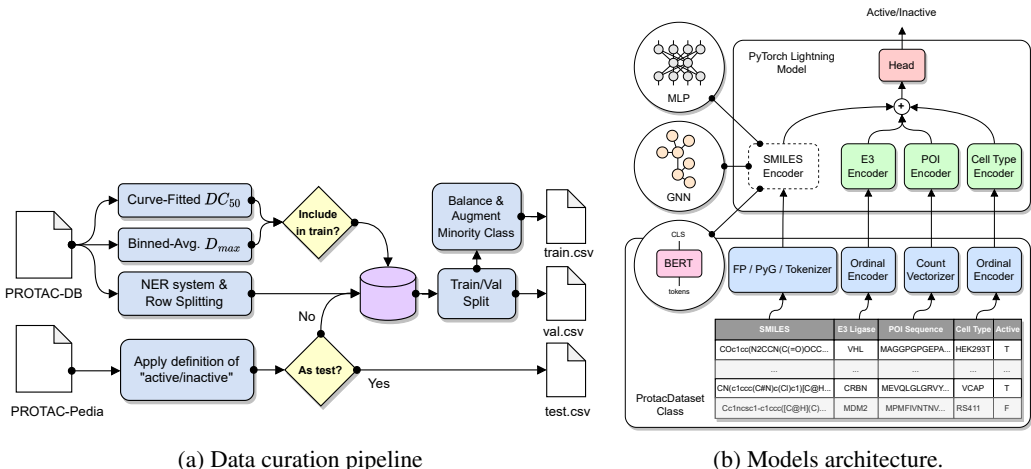 PROTAC-DB
PROTAC-Pedia
Curve-Fitted DC50
Binned-Avg. Dmax
NER system &
Row Splitting
Apply definition of
"active/inactive"
Include
in train?
No
As test?
Yes
Balance &
Augment
Minority Class
Train/Val
Split
train.csv
val.csv
test.csv
(a) Data curation pipeline
Active/Inactive
PyTorch Lightning
Model
Head
+
MLP
GNN
CLS
BERT
tokens
SMILES
Encoder
E3
Encoder
POI
Encoder
Cell Type
Encoder
FP / PyG / Tokenizer
Ordinal
Encoder
Count
Vectorizer
Ordinal
Encoder
ProtacDataset
Class
SMILES E3 Ligase POI Sequence Cell Type Active
COc1cc(N2CCN(C(=O)OCC... VHL MAGGPGPGEPA... HEK293T T
... ... ... ... ...
CN(c1ccc(C#N)c(Cl)c1)[C@H... CRBN MEVQLGLGRVY... VCAP T
Cc1ncsc1-c1ccc([C@H](C)... MDM2 MPMFIVNTNV... RS411 F
(b) Models architecture.